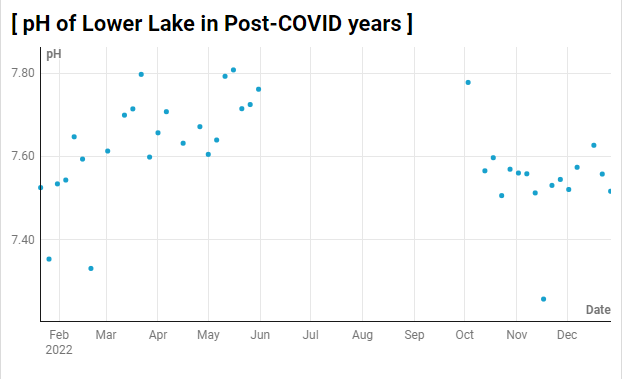 [ pH of Lower Lake in Post-COVID years ]
pH
7.80
7.60
7.40
Date
Feb Mar Apr May Jun Jul Aug Sep Oct Nov Dec
2022